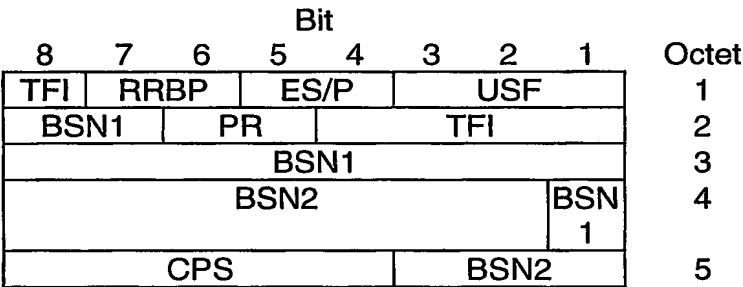 Bit
8 7 6 5 4 3 2 1 Octet
TFI RRBP ES/P USF 1
BSN1 PR TFI 2
BSN1 3
BSN2 BSN 4
1
CPS BSN2 5